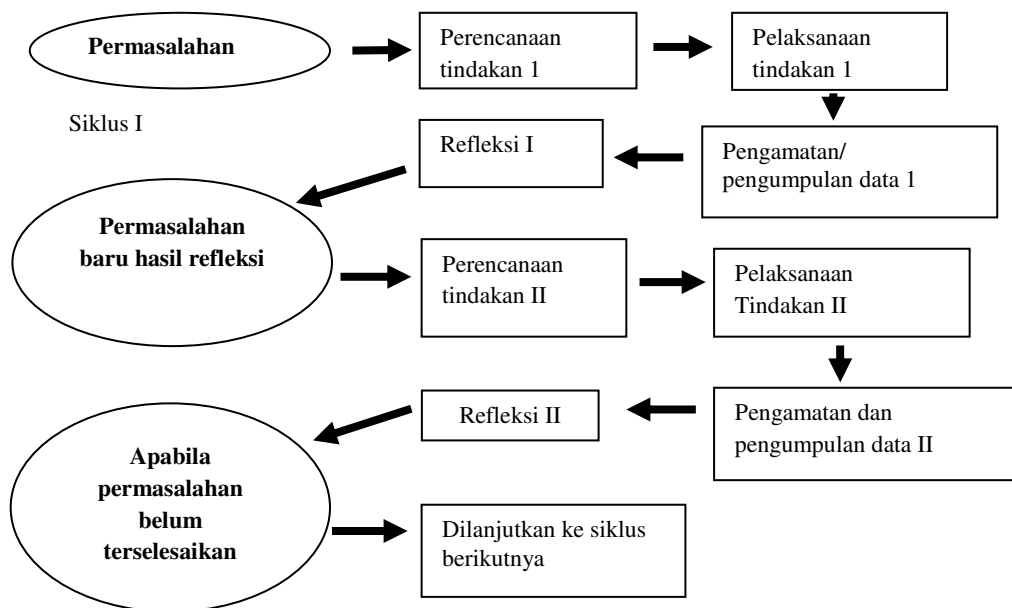 Permasalahan
Perencanaan
tindakan 1
Pelaksanaan
tindakan 1
Siklus I
Refleksi I
Pengamatan/
pengumpulan data 1
Permasalahan
baru hasil refleksi
Perencanaan
tindakan II
Pelaksanaan
Tindakan II
Refleksi II
Pengamatan dan
pengumpulan data II
Apabila
permasalahan
belum
terselesaikan
Dilanjutkan ke siklus
berikutnya